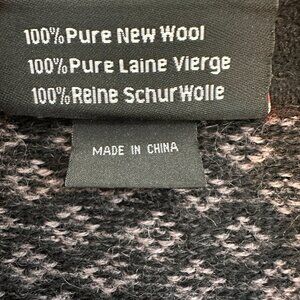 100% Pure New Wool
100% Pure Laine Vierge
100% Reine SchurWolle
MADE IN CHINA